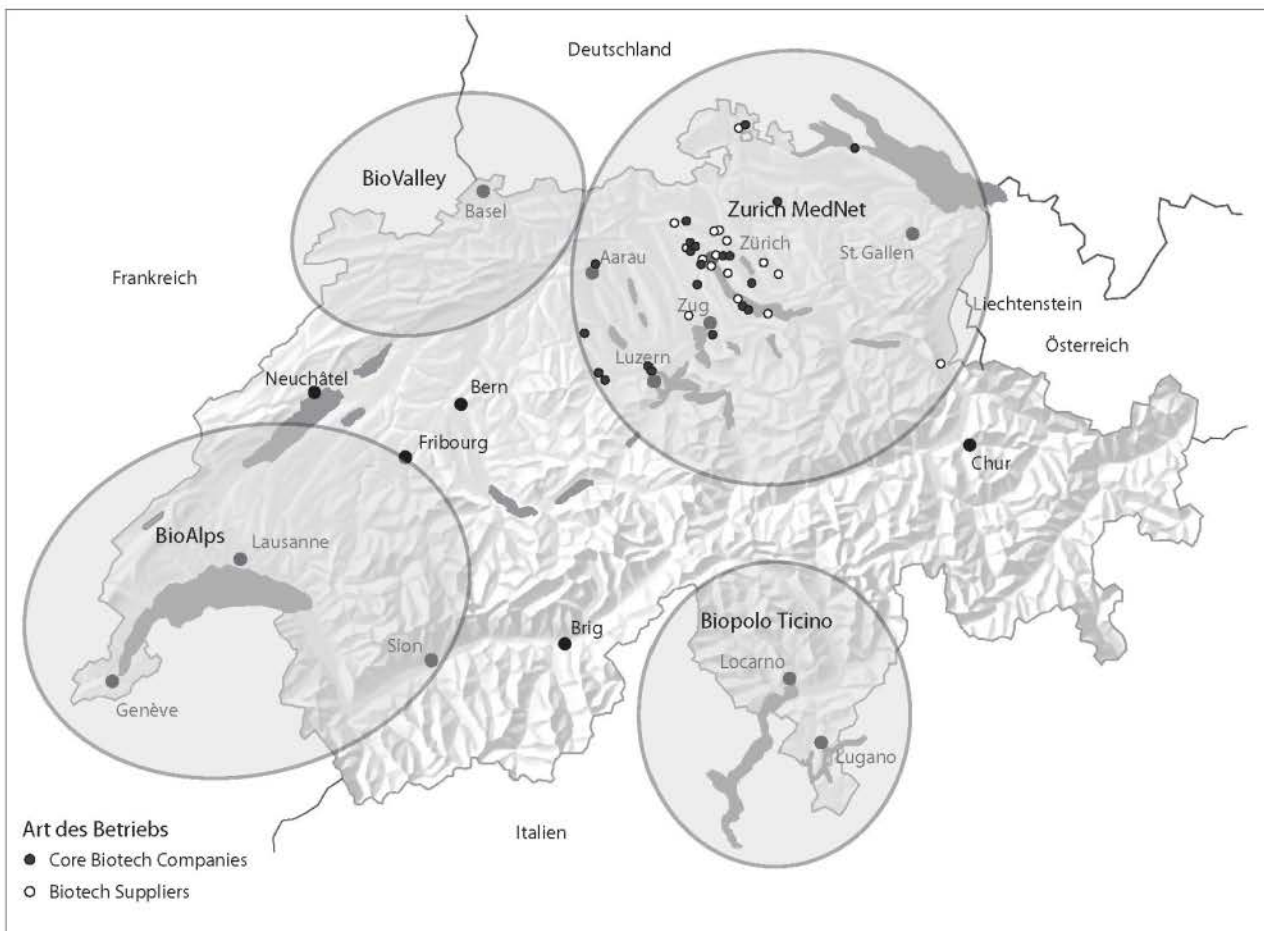 Deutschland
BioValley
Basel
Zurich MedNet
Zürich
St. Gallen
Aarau
Frankreich
Zug
Liechtenstein
Österreich
Luzern
Neuchâtel
Bern
Fribourg
Chur
BioAlps
Lausanne
Biopolo Ticino
Sion
Brig
Locarno
Genève
Lugano
Italien
Art des Betriebs
Core Biotech Companies
Biotech Suppliers